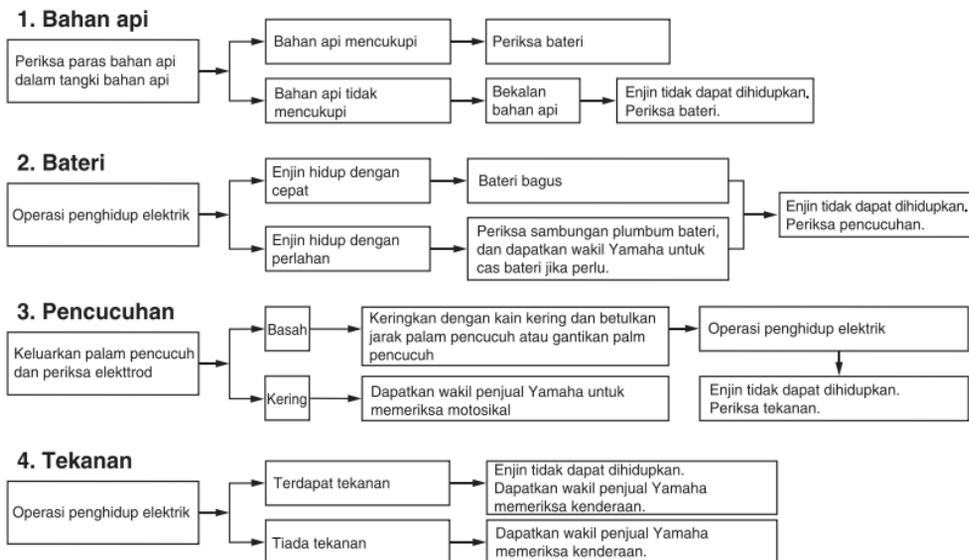 1. Bahan api
Periksa paras bahan api
dalam tangki bahan api
Bahan api mencukupi
Periksa bateri
Bahan api tidak
mencukupi
Bekalan
bahan api
Enjin tidak dapat dihidupkan.
Periksa bateri.
2. Bateri
Operasi penghidup elektrik
Enjin hidup dengan
cepat
Bateri bagus
Enjin hidup dengan
perlahan
Periksa sambungan plumbum bateri,
dan dapatkan wakil Yamaha untuk
cas bateri jika perlu.
Enjin tidak dapat dihidupkan.
Periksa pencucuhan.
3. Pencucuhan
Keluarkan palam pencucuh
dan periksa elekttrod
Basah
Keringkan dengan kain kering dan betulkan
jarak palam pencucuh atau gantikan palm
pencucuh
Operasi penghidup elektrik
Kering
Dapatkan wakil penjual Yamaha untuk
memeriksa motosikal
Enjin tidak dapat dihidupkan.
Periksa tekanan.
4. Tekanan
Operasi penghidup elektrik
Terdapat tekanan
Enjin tidak dapat dihidupkan.
Dapatkan wakil penjual Yamaha
memeriksa kenderaan.
Tiada tekanan
Dapatkan wakil penjual Yamaha
memeriksa kenderaan.